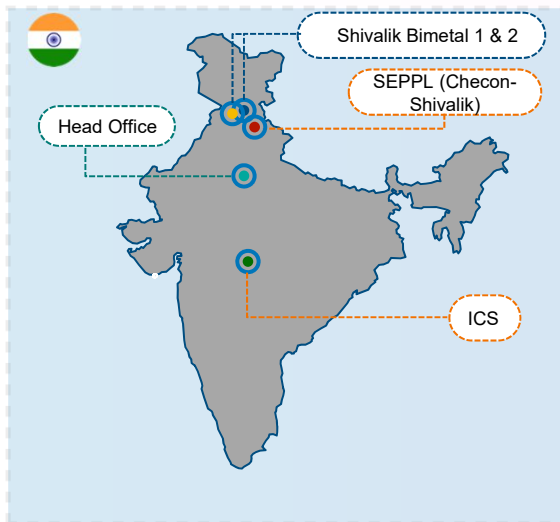 Shivalik Bimetal 1 & 2
SEPPL (Checon-
Shivalik)
Head Office
ICS